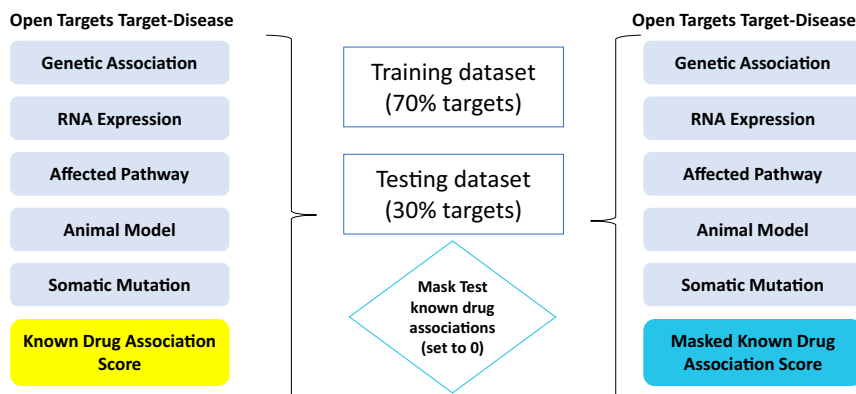 Open Targets Target-Disease
Genetic Association
RNA Expression
Affected Pathway
Animal Model
Somatic Mutation
Known Drug Association
Score
Training dataset
(70% targets)
Testing dataset
(30% targets)
Mask Test
known drug
associations
(set to 0)
Open Targets Target-Disease
Genetic Association
RNA Expression
Affected Pathway
Animal Model
Somatic Mutation
Masked Known Drug
Association Score